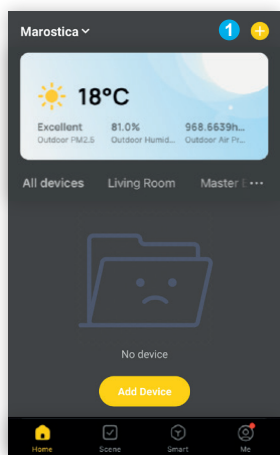 Marostica
1
18°C
Excellent 81.0% 968.6639h...
Outdoor PM2.5 Outdoor Humid... Outdoor Air Pr...
All devices Living Room Master
No device
Add Device
Home Scene Smart Me